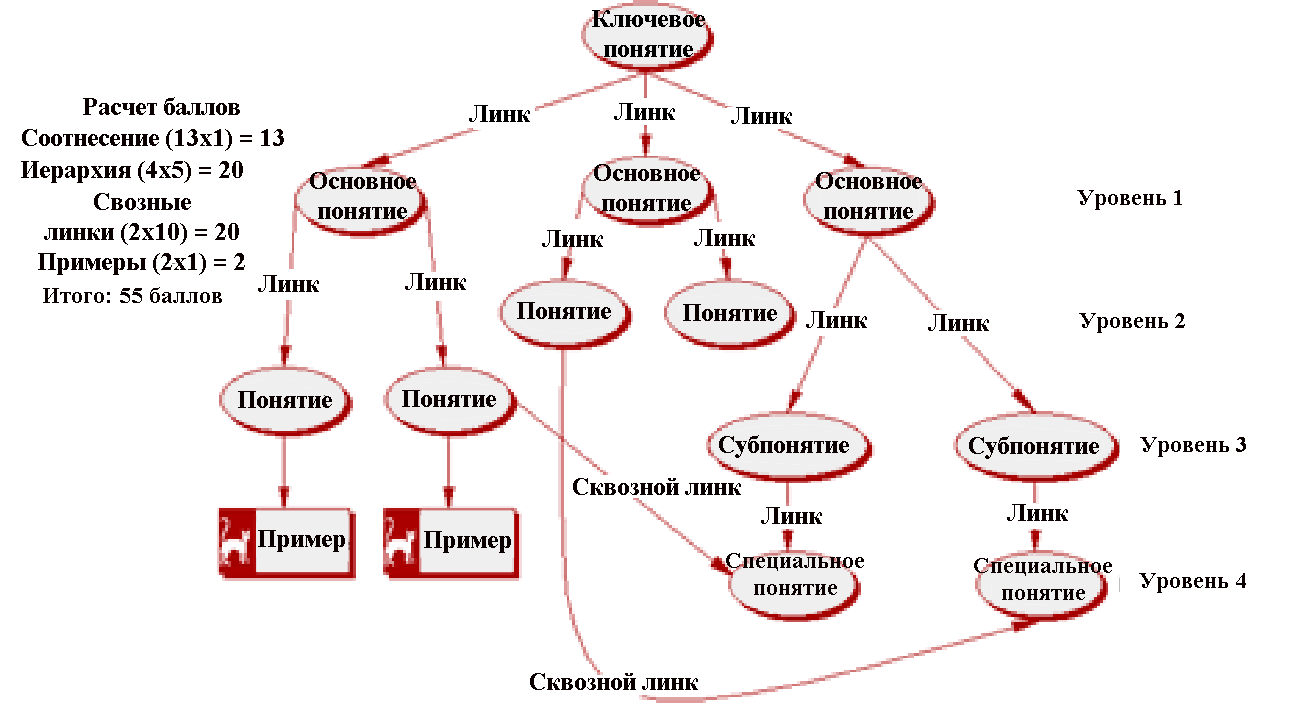 Ключевое
понятие
Расчет баллов
Соотнесение (13x1) = 13
Иерархия (4x5) = 20
Свозные
линки (2x10) = 20
Примеры (2x1) = 2
Итого: 55 баллов
Линк
Линк
Линк
Основное
понятие
Основное
понятие
Основное
понятие
Уровень 1
Линк
Линк
Линк
Линк
Линк
Линк
Понятие
Понятие
Уровень 2
Понятие
Понятие
Субпонятие
Субпонятие
Уровень 3
Сквозной линк
Линк
Линк
Пример
Пример
Специальное
понятие
Специальное
понятие
Уровень 4
Сквозной линк